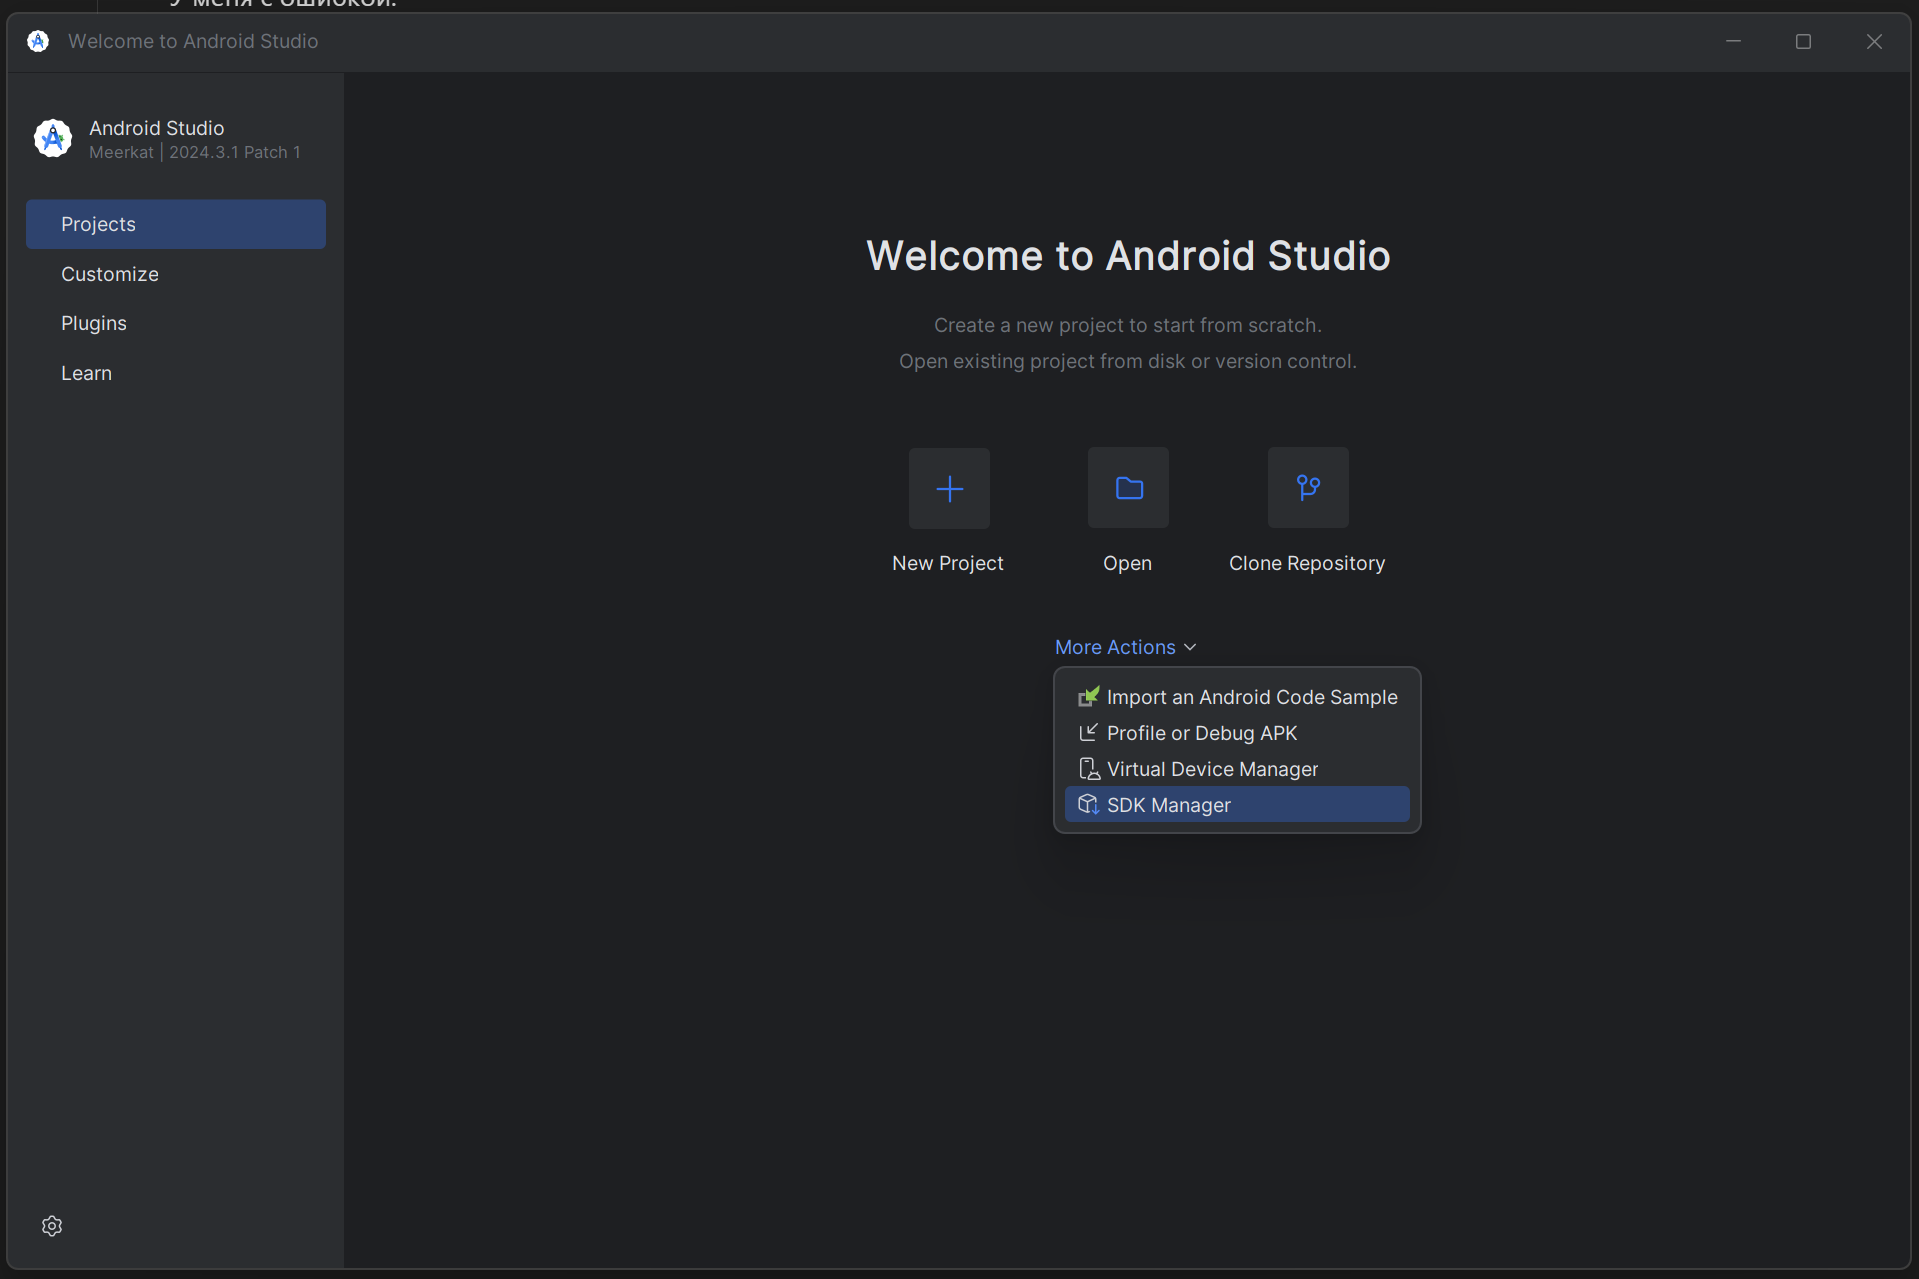 У меня с ошибкой.
Welcome to Android Studio
Android Studio
Meerkat | 2024.3.1 Patch 1
Projects
Customize
Plugins
Learn
Welcome to Android Studio
Create a new project to start from scratch.
Open existing project from disk or version control.
New Project
Open
Clone Repository
More Actions
Import an Android Code Sample
Profile or Debug APK
Virtual Device Manager
SDK Manager